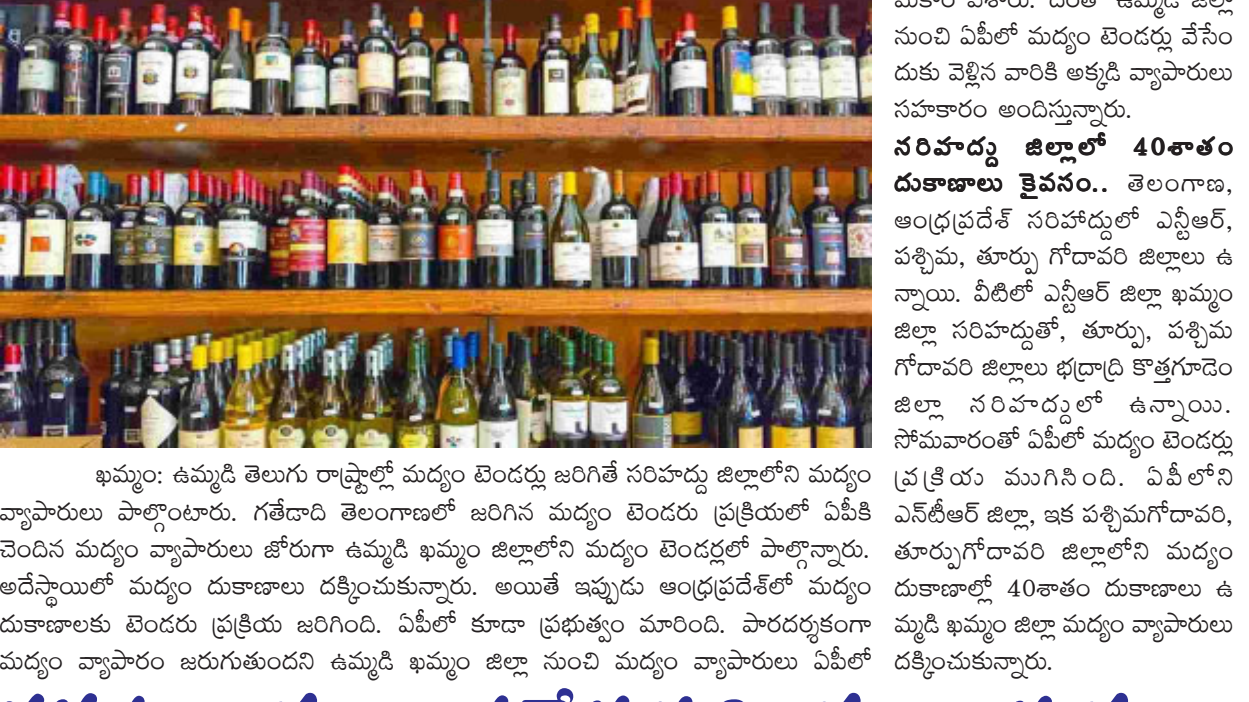 ఖమ్మం: ఉమ్మడి తెలుగు రాష్ట్రాల్లో మద్యం టెండర్లు జరిగితే సరిహద్దు జిల్లాలోని మద్యం
వ్యాపారులు పాల్గొంటారు. గతేడాది తెలంగాణలో జరిగిన మద్యం టెండరు ప్రక్రియలో ఏపీకి
చెందిన మద్యం వ్యాపారులు జోరుగా ఉమ్మడి ఖమ్మం జిల్లాలోని మద్యం టెండర్లలో పాల్గొన్నారు.
అదేస్థాయిలో మద్యం దుకాణాలు దక్కించుకున్నారు. అయితే ఇప్పుడు ఆంధ్రప్రదేశ్‌లో మద్యం
దుకాణాలకు టెండరు ప్రక్రియ జరిగింది. ఏపీలో కూడా ప్రభుత్వం మారింది. పారదర్శకంగా
మద్యం వ్యాపారం జరుగుతుందని ఉమ్మడి ఖమ్మం జిల్లా నుంచి మద్యం వ్యాపారులు ఏపీలో
నుంచి ఏపీలో మద్యం టెండర్లు వేసేం
దుకు వెళ్లిన వారికి అక్కడి వ్యాపారులు
సహకారం అందిస్తున్నారు.
సరిహద్దు జిల్లాలో 40శాతం
దుకాణాలు కైవసం.. తెలంగాణ,
ఆంధ్రప్రదేశ్ సరిహద్దులో ఎన్టీఆర్,
పశ్చిమ, తూర్పు గోదావరి జిల్లాలు ఉ
న్నాయి. వీటిలో ఎన్టీఆర్ జిల్లా ఖమ్మం
జిల్లా సరిహద్దుతో, తూర్పు, పశ్చిమ
గోదావరి జిల్లాలు భద్రాద్రి కొత్తగూడెం
జిల్లా సరిహద్దులో ఉన్నాయి.
సోమవారంతో ఏపీలో మద్యం టెండర్లు
ప్రక్రియ ముగిసింది. ఏపీలోని
ఎన్‌టీఆర్ జిల్లా, ఇక పశ్చిమగోదావరి,
తూర్పుగోదావరి జిల్లాలోని మద్యం
దుకాణాల్లో 40శాతం దుకాణాలు ఉ
మ్మడి ఖమ్మం జిల్లా మద్యం వ్యాపారులు
దక్కించుకున్నారు.